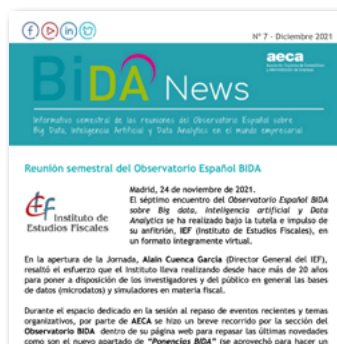 Nº 7 - Diciembre 2021
aeca
Asociación Española de Contabilidad
y Administración de Empresas
BiDA News
Informativo semestral de las reuniones del Observatorio Español sobre
Big Data, Inteligencia Artificial y Data Analytics en el mundo empresarial
Reunión semestral del Observatorio Español BIDA
Madrid, 24 de noviembre de 2021.
El séptimo encuentro del Observatorio Español BIDA
sobre Big data, Inteligencia artificial y Data
Analytics se ha realizado bajo la tutela e impulso de
su anfitrión, IEF (Instituto de Estudios Fiscales), en
un formato íntegramente virtual.
IEF
Instituto de
Estudios Fiscales
En la apertura de la Jornada, Alain Cuenca García (Director General del IEF),
resaltó el esfuerzo que el Instituto lleva realizando desde hace más de 20 años
para poner a disposición de los investigadores y del público en general las bases
de datos (microdatos) y simuladores en materia fiscal.
Durante el espacio dedicado en la sesión al repaso de eventos recientes y temas
organizativos, por parte de AECA se hizo un breve recorrido por la sección del
Observatorio BIDA dentro de su página web para repasar las últimas novedades
como son el nuevo apartado de "Ponencias BIDA" (se aprovechó para hacer un